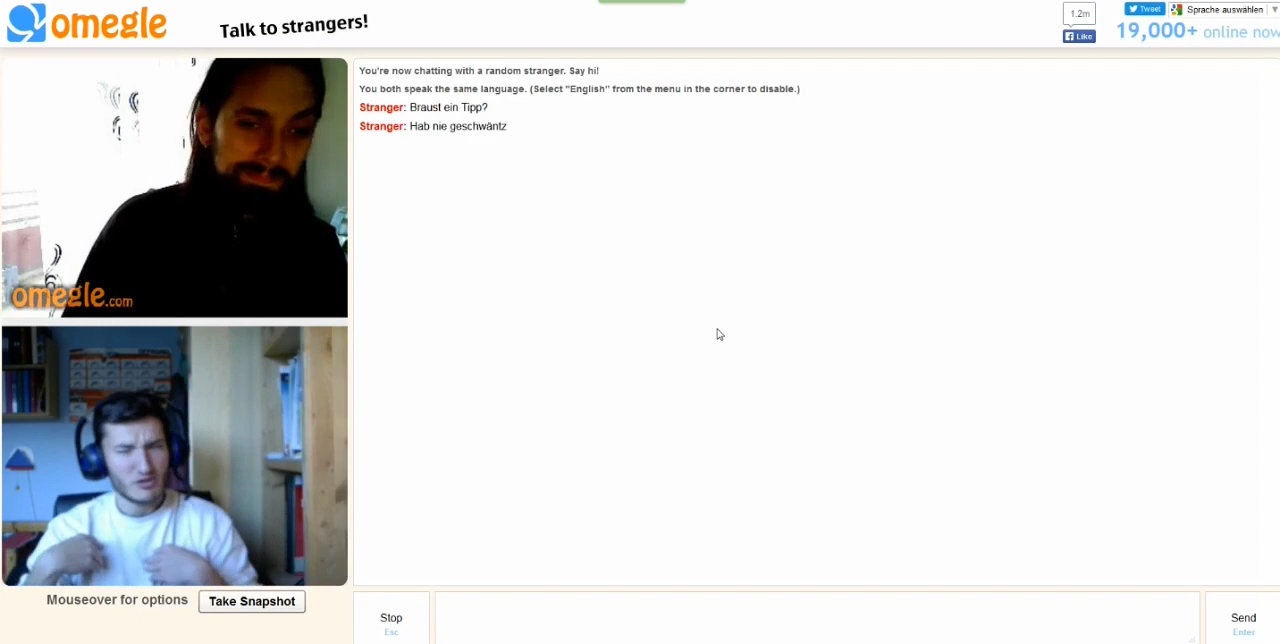 omegle
Talk to strangers!
1.2m
Like
Tweet
Sprache auswählen
19,000+ online now
You're now chatting with a random stranger. Say hi!
You both speak the same language. (Select "English" from the menu in the corner to disable.)
Stranger: Braust ein Tipp?
Stranger: Hab nie geschwäntz
omegle.com
Mouseover for options
Take Snapshot
Stop
Esc
Send
Enter